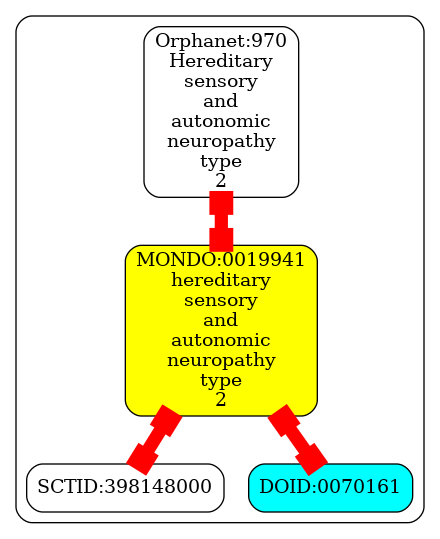 Orphanet:970
Hereditary
sensory
and
autonomic
neuropathy
type
2
MONDO:0019941
hereditary
sensory
and
autonomic
neuropathy
type
2
SCTID:398148000
DOID:0070161